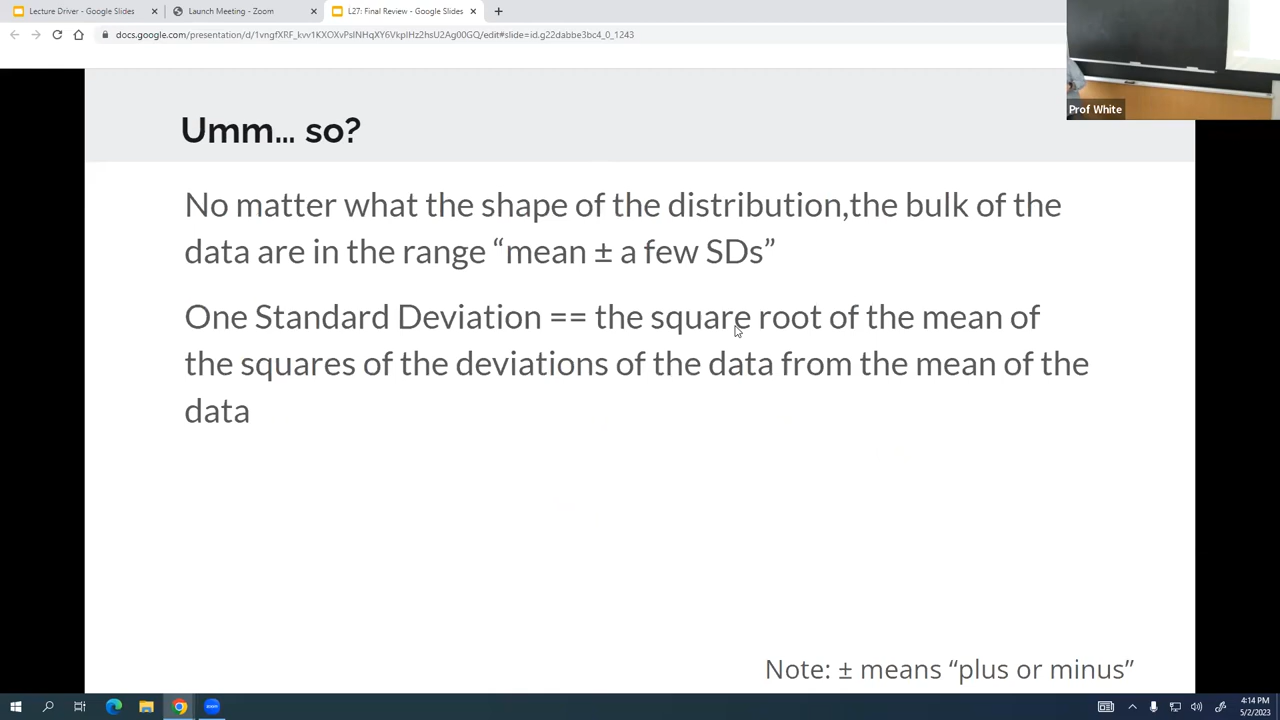 Lecture Driver - Google Slides
Launch Meeting - Zoom
L27: Final Review - Google Slides
docs.google.com/presentation/d/1vngfXRF_kvv1KXOXvPslNHqXY6VkpIHz2hsU2Ag00GQ/edit#slide=id.g22dabbe3bc4_0_1243
Prof White
Umm... so?
No matter what the shape of the distribution,the bulk of the
data are in the range “mean ± a few SDs”
One Standard Deviation == the square root of the mean of
the squares of the deviations of the data from the mean of the
data
Note: ± means “plus or minus”
4:14 PM
5/2/2023